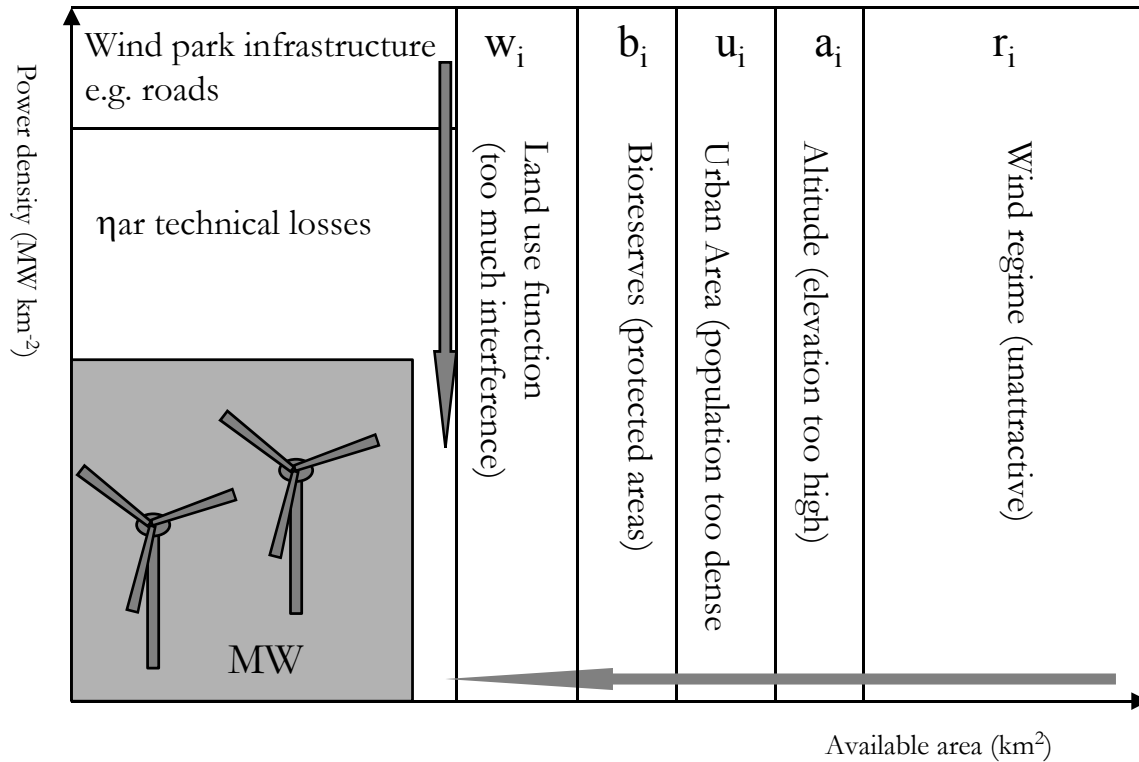 Power density (MW km-2)
Wind park infrastructure
e.g. roads
ηar technical losses
MW
wi
Land use function
(too much interference)
bi
Bioreserves (protected areas)
ui
Urban Area (population too dense
ai
Altitude (elevation too high)
ri
Wind regime (unattractive)
Available area (km2)